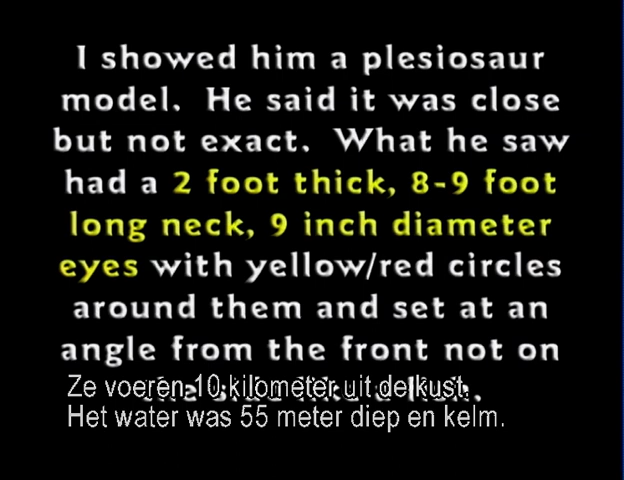 I showed him a plesiosaur
model. He said it was close
but not exact. What he saw
had a 2 foot thick, 8-9 foot
long neck, 9 inch diameter
eyes with yellow/red circles
around them and set at an
angle from the front not on
Ze voeren 10 kilometer uit de kust.
Het water was 55 meter diep en kelm.